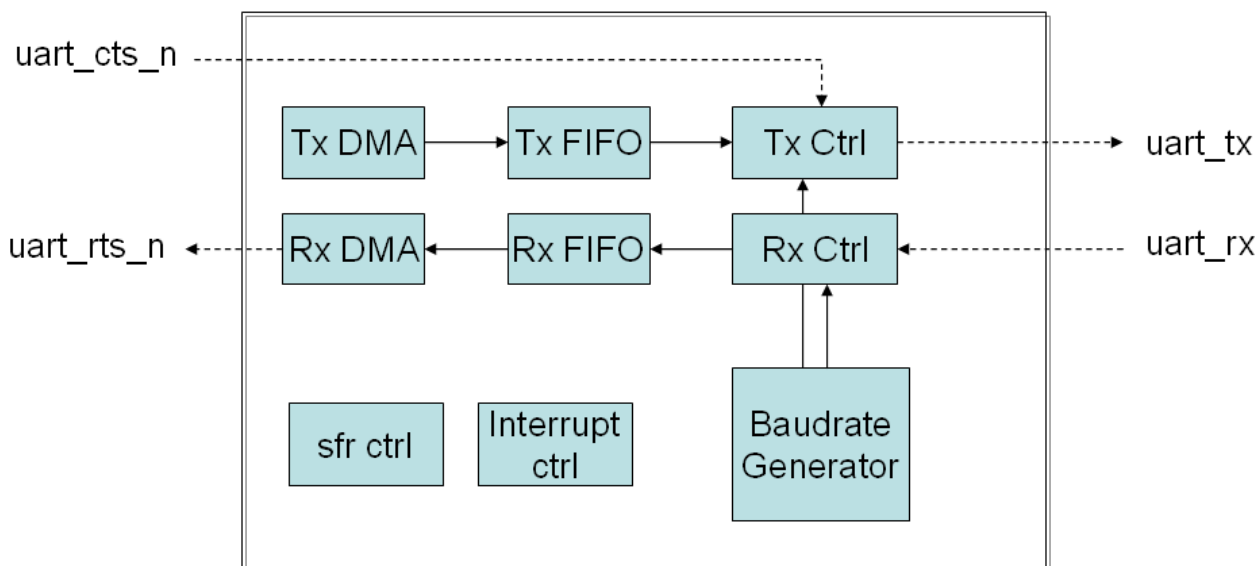 uart_cts_n
Tx DMA
Tx FIFO
Tx Ctrl
uart_tx
uart_rts_n
Rx DMA
Rx FIFO
Rx Ctrl
uart_rx
sfr ctrl
Interrupt
ctrl
Baudrate
Generator